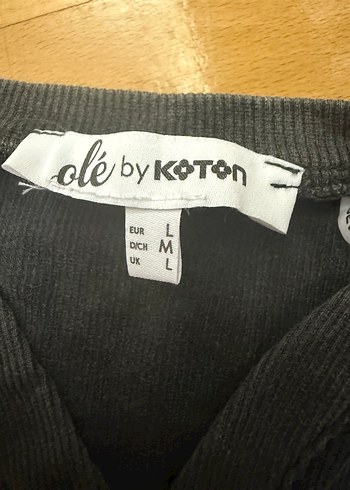 olé by KOTON
EUR L
D/CH M
UK L